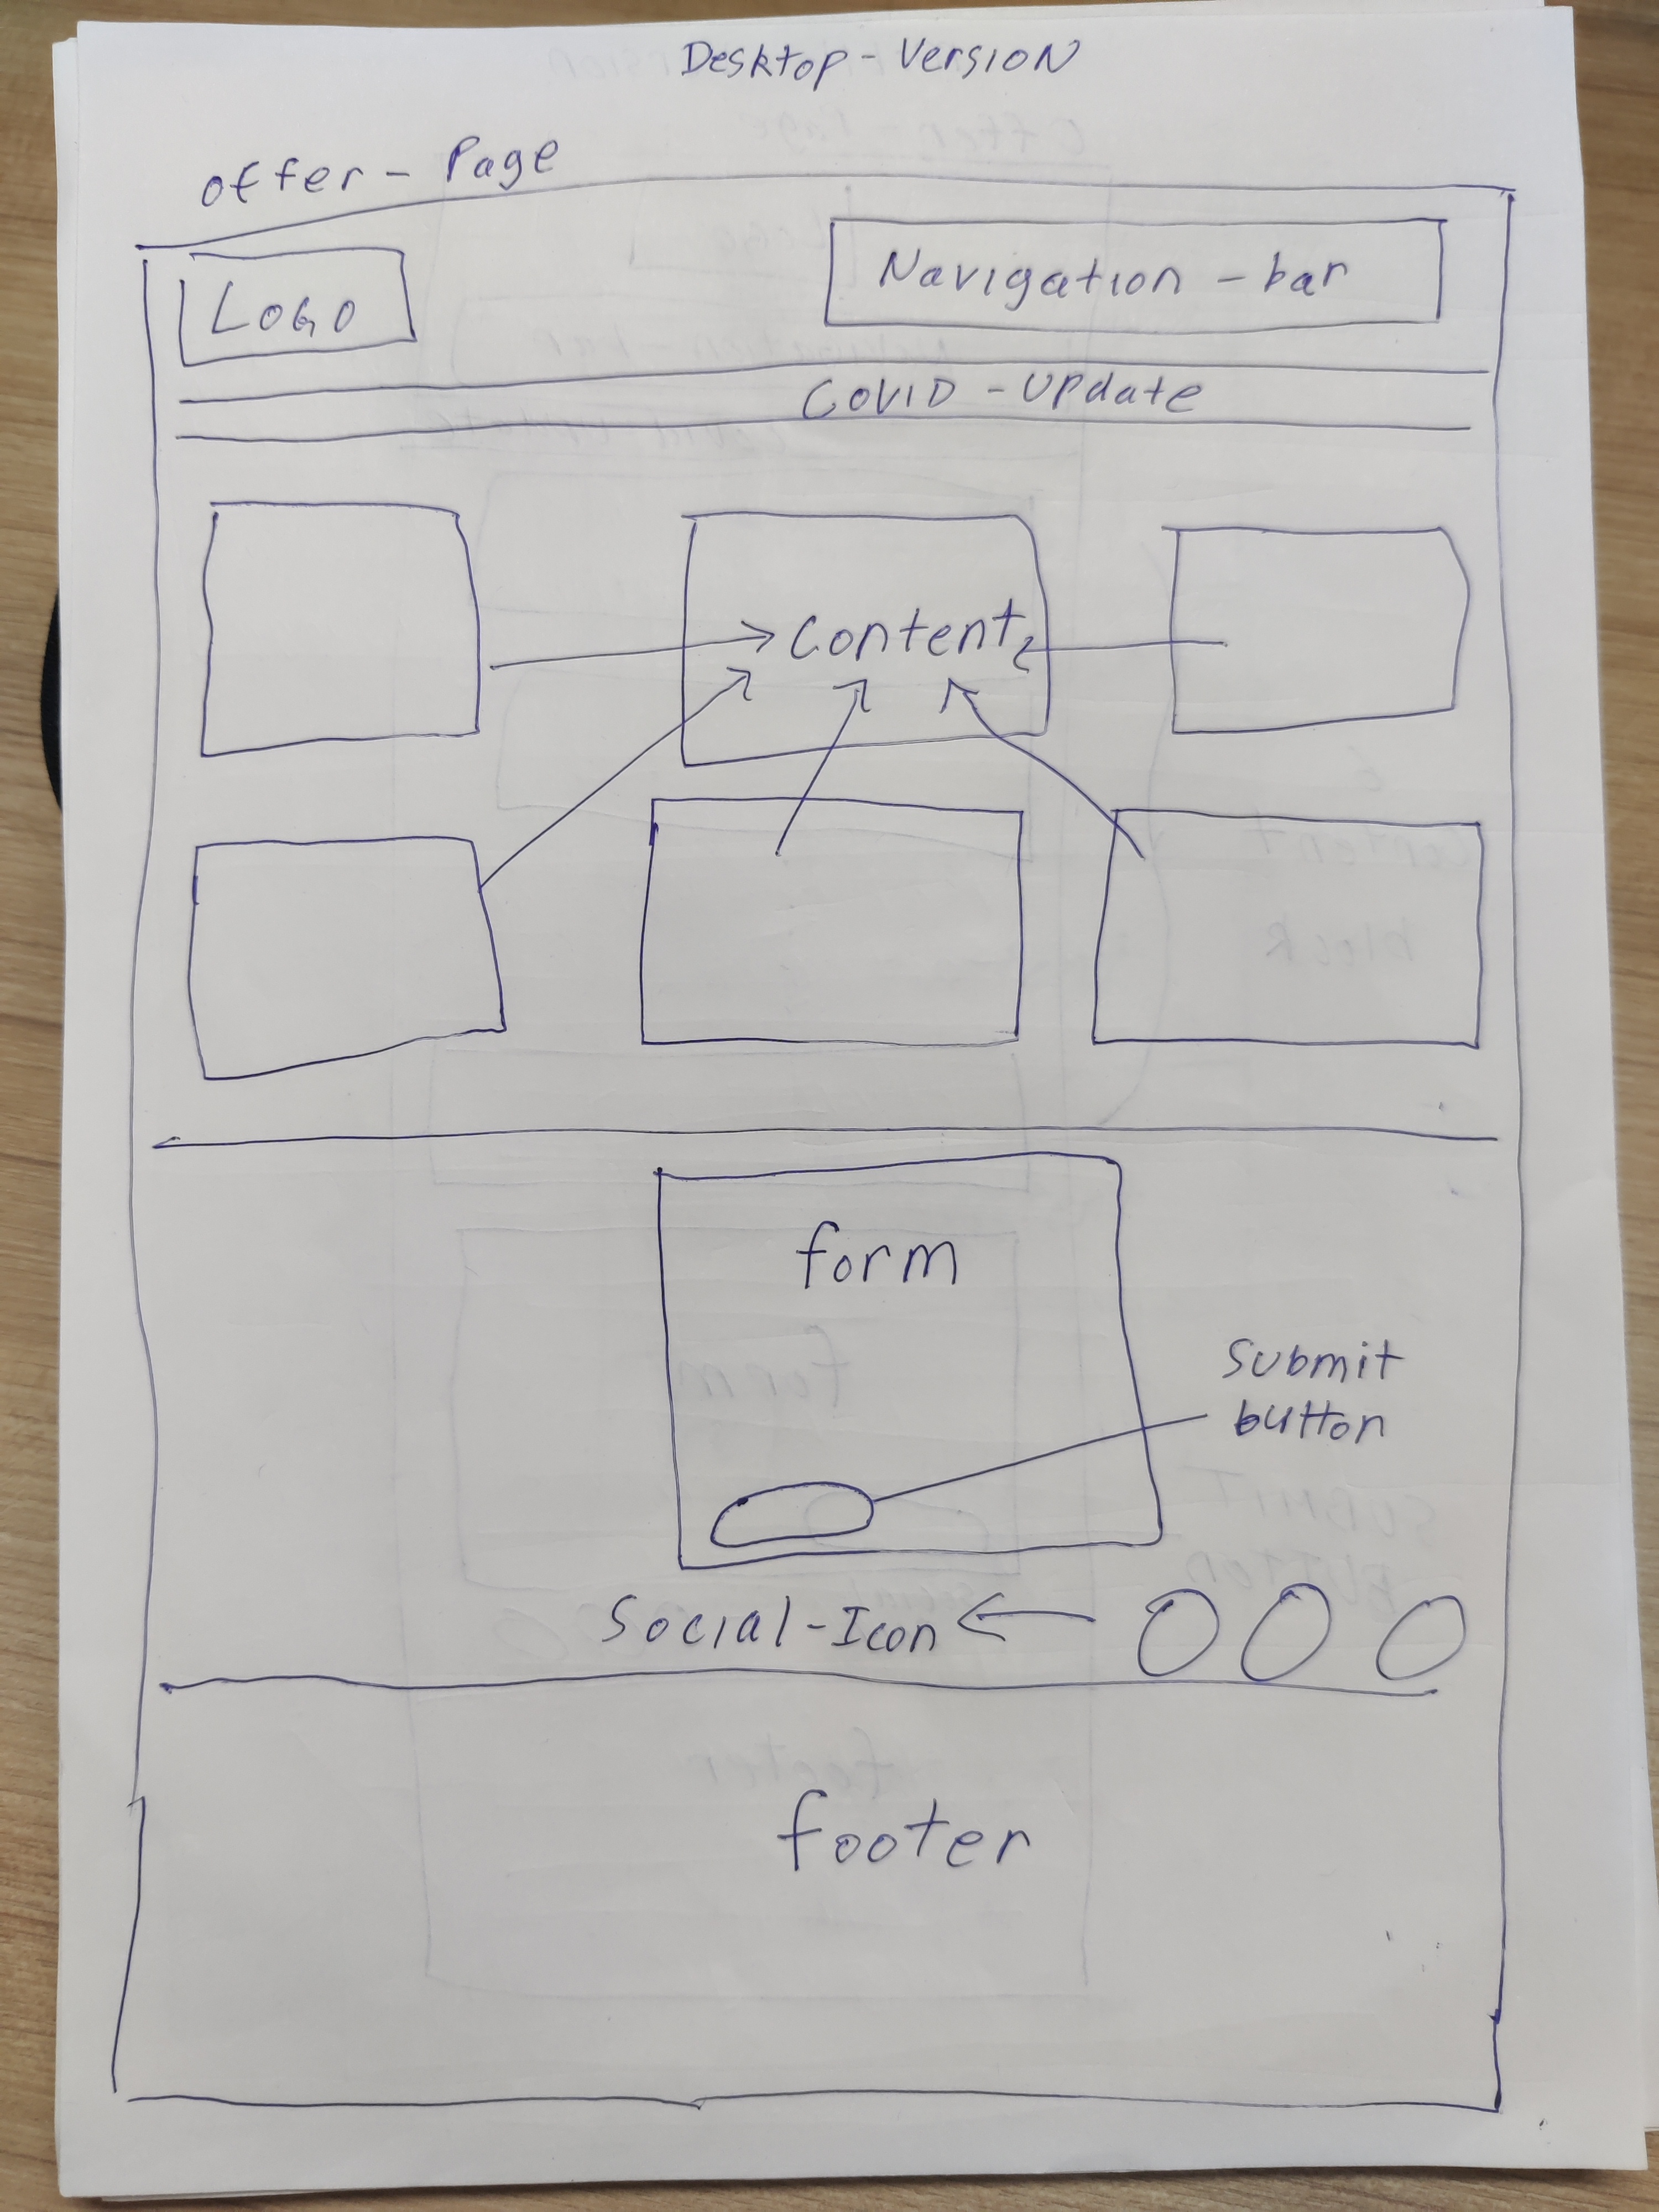 Desktop - Version
offer - Page
Logo
Navigation - bar
COVID - Update
Content
form
Submit
button
Social-Icon
footer